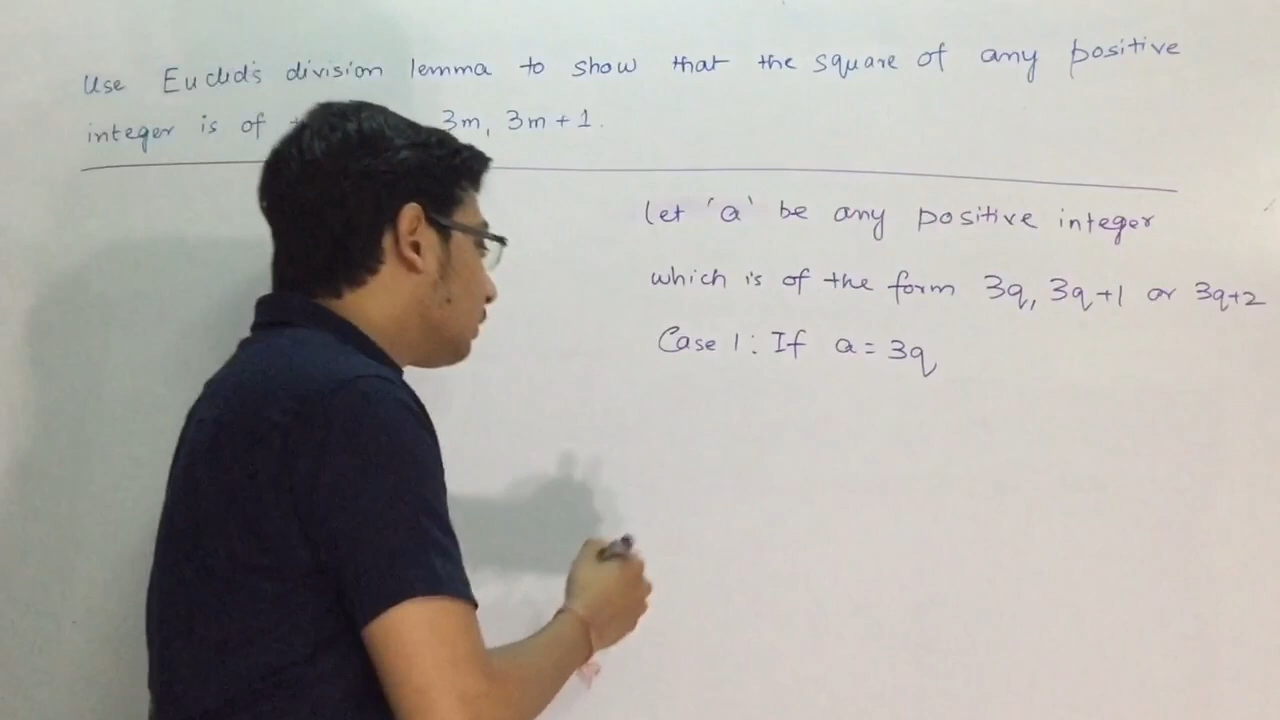 Use Euclid's division lemma to show that the square of any positive
integer is of 3m, 3m + 1.
let 'a' be any positive integer
which is of the form 3q, 3q+1 or 3q+2
Case 1: If a = 3q